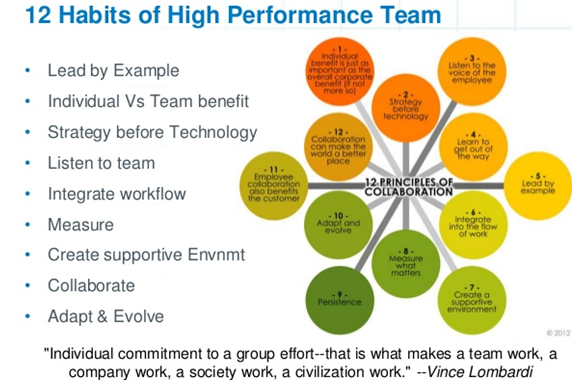 12 Habits of High Performance Team
• Lead by Example
• Individual Vs Team benefit
• Strategy before Technology
• Listen to team
• Integrate workflow
• Measure
• Create supportive Envnmt
• Collaborate
• Adapt & Evolve
- 1 -
Individual
benefit is just as
important as the
overall corporate
benefit (if not
more so)
- 2 -
Strategy
before
technology
- 3 -
Listen to the
voice of the
employee
- 4 -
Learn to
get out of
the way
- 5 -
Lead by
example
- 6 -
Integrate
into the flow
of work
- 7 -
Create a
supportive
environment
- 8 -
Measure
what
matters
- 9 -
Persistence
- 10 -
Adapt and
evolve
- 11 -
Employee
collaboration
also benefits
the customer
- 12 -
Collaboration
can make the
world a better
place
12 PRINCIPLES OF
COLLABORATION
© 2012
"Individual commitment to a group effort--that is what makes a team work, a
company work, a society work, a civilization work." --Vince Lombardi